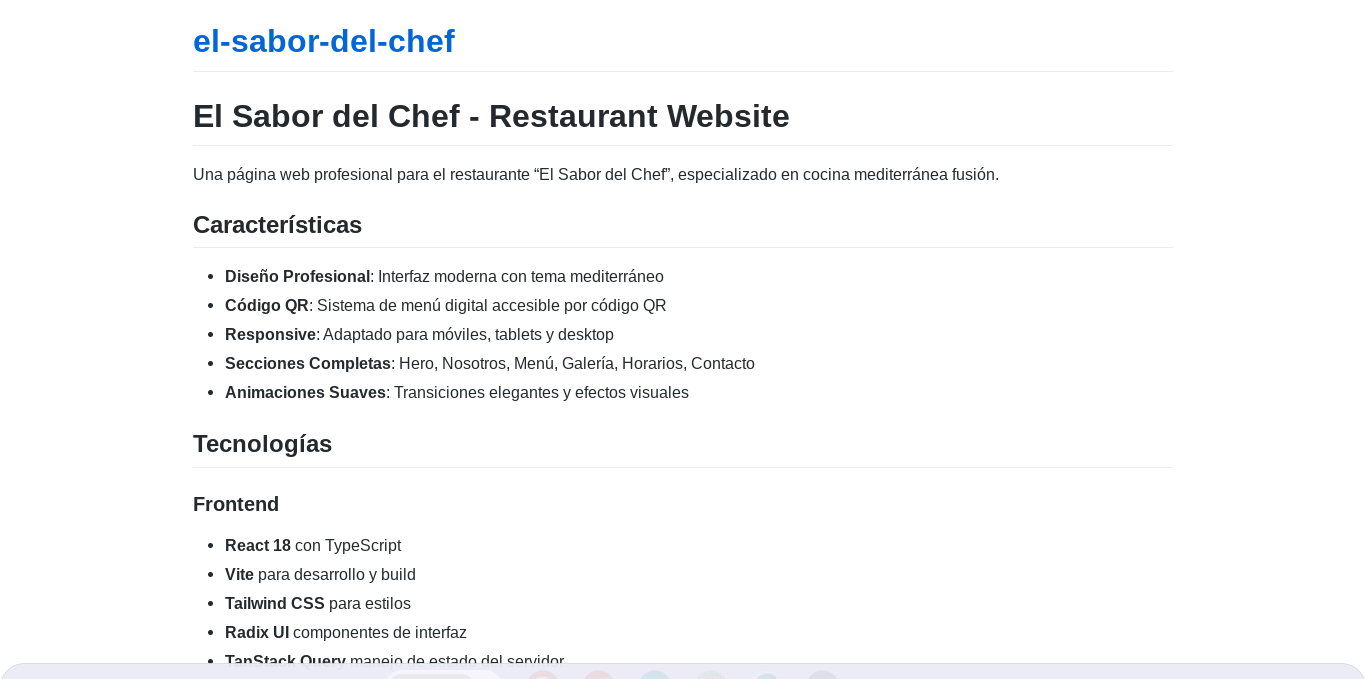 el-sabor-del-chef
El Sabor del Chef - Restaurant Website
Una página web profesional para el restaurante “El Sabor del Chef”, especializado en cocina mediterránea fusión.
Características
• Diseño Profesional: Interfaz moderna con tema mediterráneo
• Código QR: Sistema de menú digital accesible por código QR
• Responsive: Adaptado para móviles, tablets y desktop
• Secciones Completas: Hero, Nosotros, Menú, Galería, Horarios, Contacto
• Animaciones Suaves: Transiciones elegantes y efectos visuales
Tecnologías
Frontend
• React 18 con TypeScript
• Vite para desarrollo y build
• Tailwind CSS para estilos
• Radix UI componentes de interfaz
• TanStack Query manejo de estado del servidor